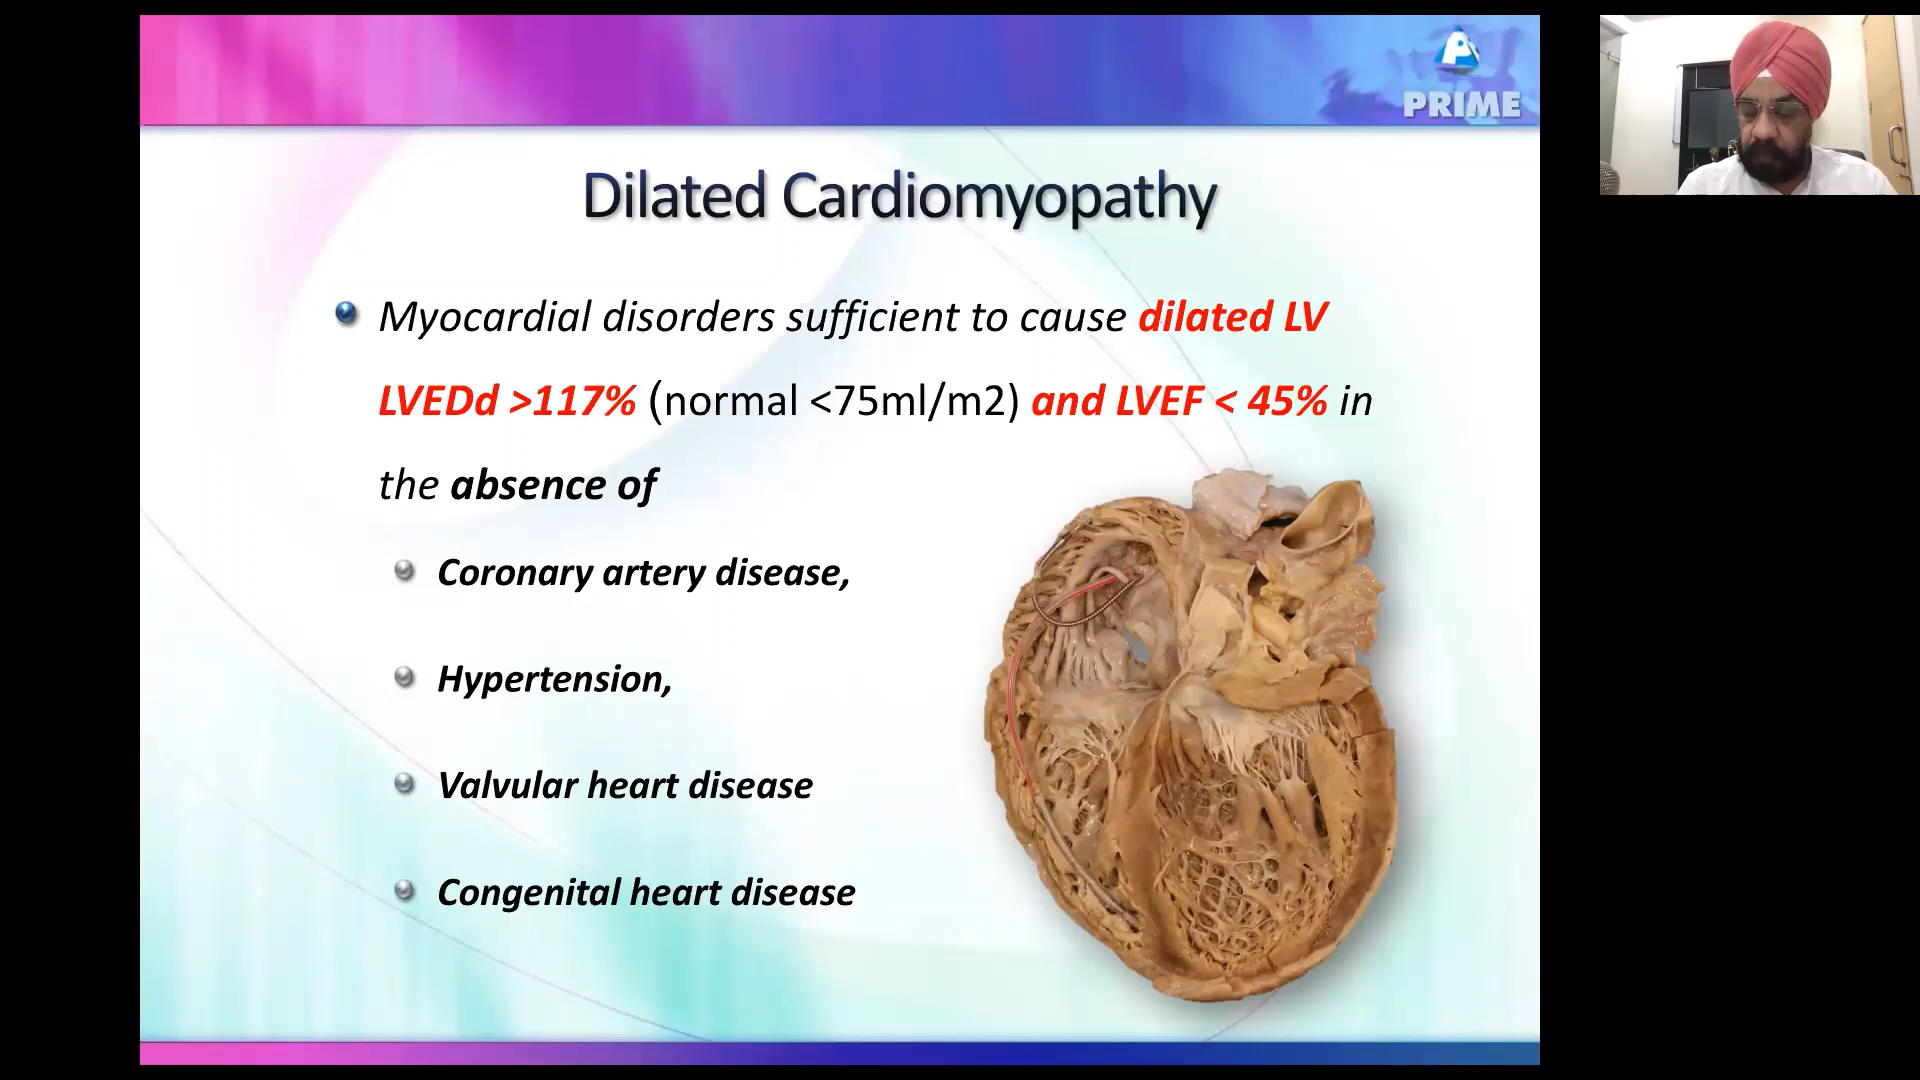 PRIME
Dilated Cardiomyopathy
Myocardial disorders sufficient to cause dilated LV
LVEDd >117% (normal <75ml/m2) and LVEF < 45% in
the absence of
Coronary artery disease,
Hypertension,
Valvular heart disease
Congenital heart disease